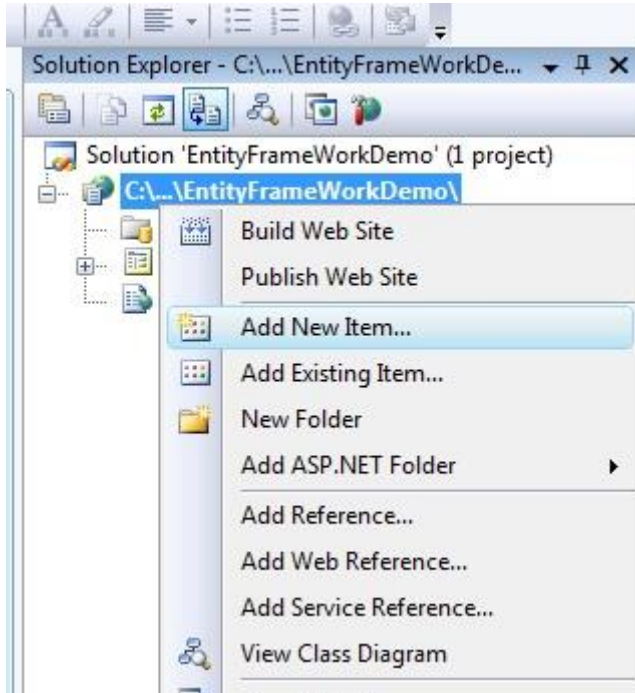 Solution Explorer - C:\...\EntityFrameWorkDe...
Solution 'EntityFrameWorkDemo' (1 project)
C:\...\EntityFrameWorkDemo\
Build Web Site
Publish Web Site
Add New Item...
Add Existing Item...
New Folder
Add ASP.NET Folder
Add Reference...
Add Web Reference...
Add Service Reference...
View Class Diagram